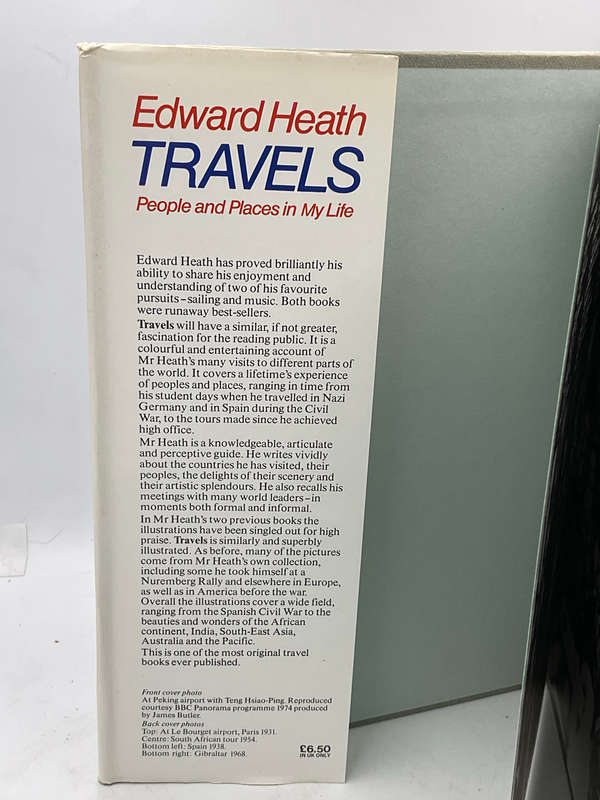 Edward Heath
TRAVELS
People and Places in My Life
Edward Heath has proved brilliantly his
ability to share his enjoyment and
understanding of two of his favourite
pursuits–sailing and music. Both books
were runaway best-sellers.
Travels will have a similar, if not greater,
fascination for the reading public. It is a
colourful and entertaining account of
Mr Heath's many visits to different parts of
the world. It covers a lifetime's experience
of peoples and places, ranging in time from
his student days when he travelled in Nazi
Germany and in Spain during the Civil
War, to the tours made since he achieved
high office.
Mr Heath is a knowledgeable, articulate
and perceptive guide. He writes vividly
about the countries he has visited, their
peoples, the delights of their scenery and
their artistic splendours. He also recalls his
meetings with many world leaders–in
moments both formal and informal.
In Mr Heath's two previous books the
illustrations have been singled out for high
praise. Travels is similarly and superbly
illustrated. As before, many of the pictures
come from Mr Heath's own collection,
including some he took himself at a
Nuremberg Rally and elsewhere in Europe,
as well as in America before the war.
Overall the illustrations cover a wide field,
ranging from the Spanish Civil War to the
beauties and wonders of the African
continent, India, South-East Asia,
Australia and the Pacific.
This is one of the most original travel
books ever published.
Front cover photo
At Peking airport with Teng Hsiao-Ping. Reproduced
courtesy BBC Panorama programme 1974 produced
by James Butler.
Back cover photos
Top: At Le Bourget airport, Paris 1931.
Centre: South African tour 1954.
Bottom left: Spain 1938.
Bottom right: Gibraltar 1968.
£6.50
IN UK ONLY